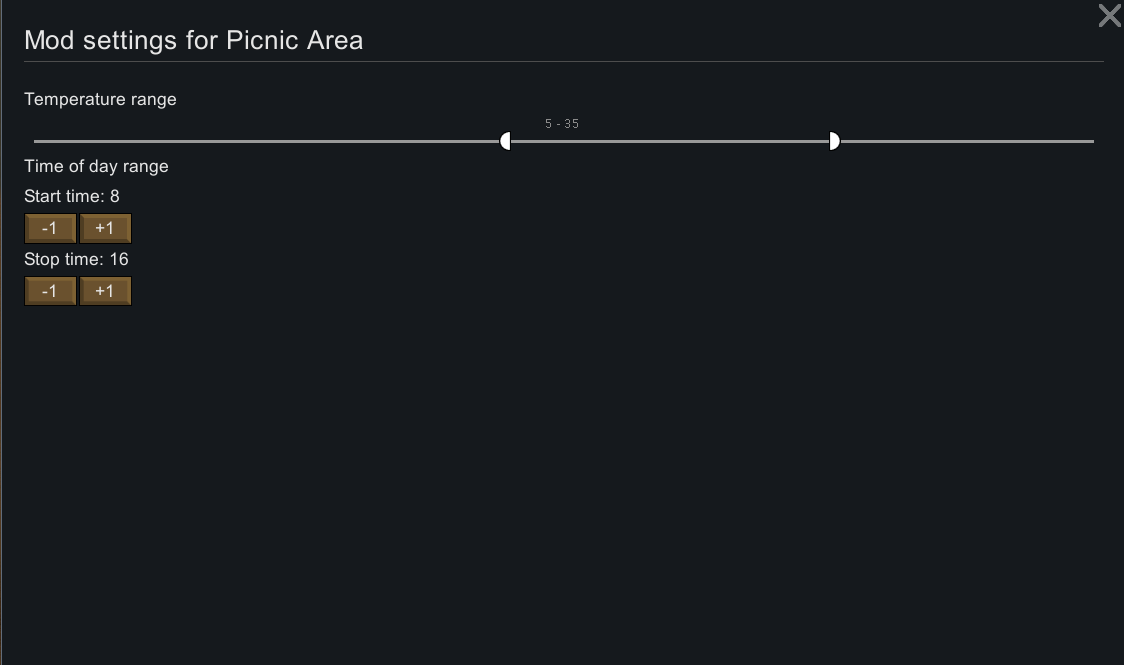 Mod settings for Picnic Area
Temperature range
5 - 35
Time of day range
Start time: 8
-1 +1
Stop time: 16
-1 +1